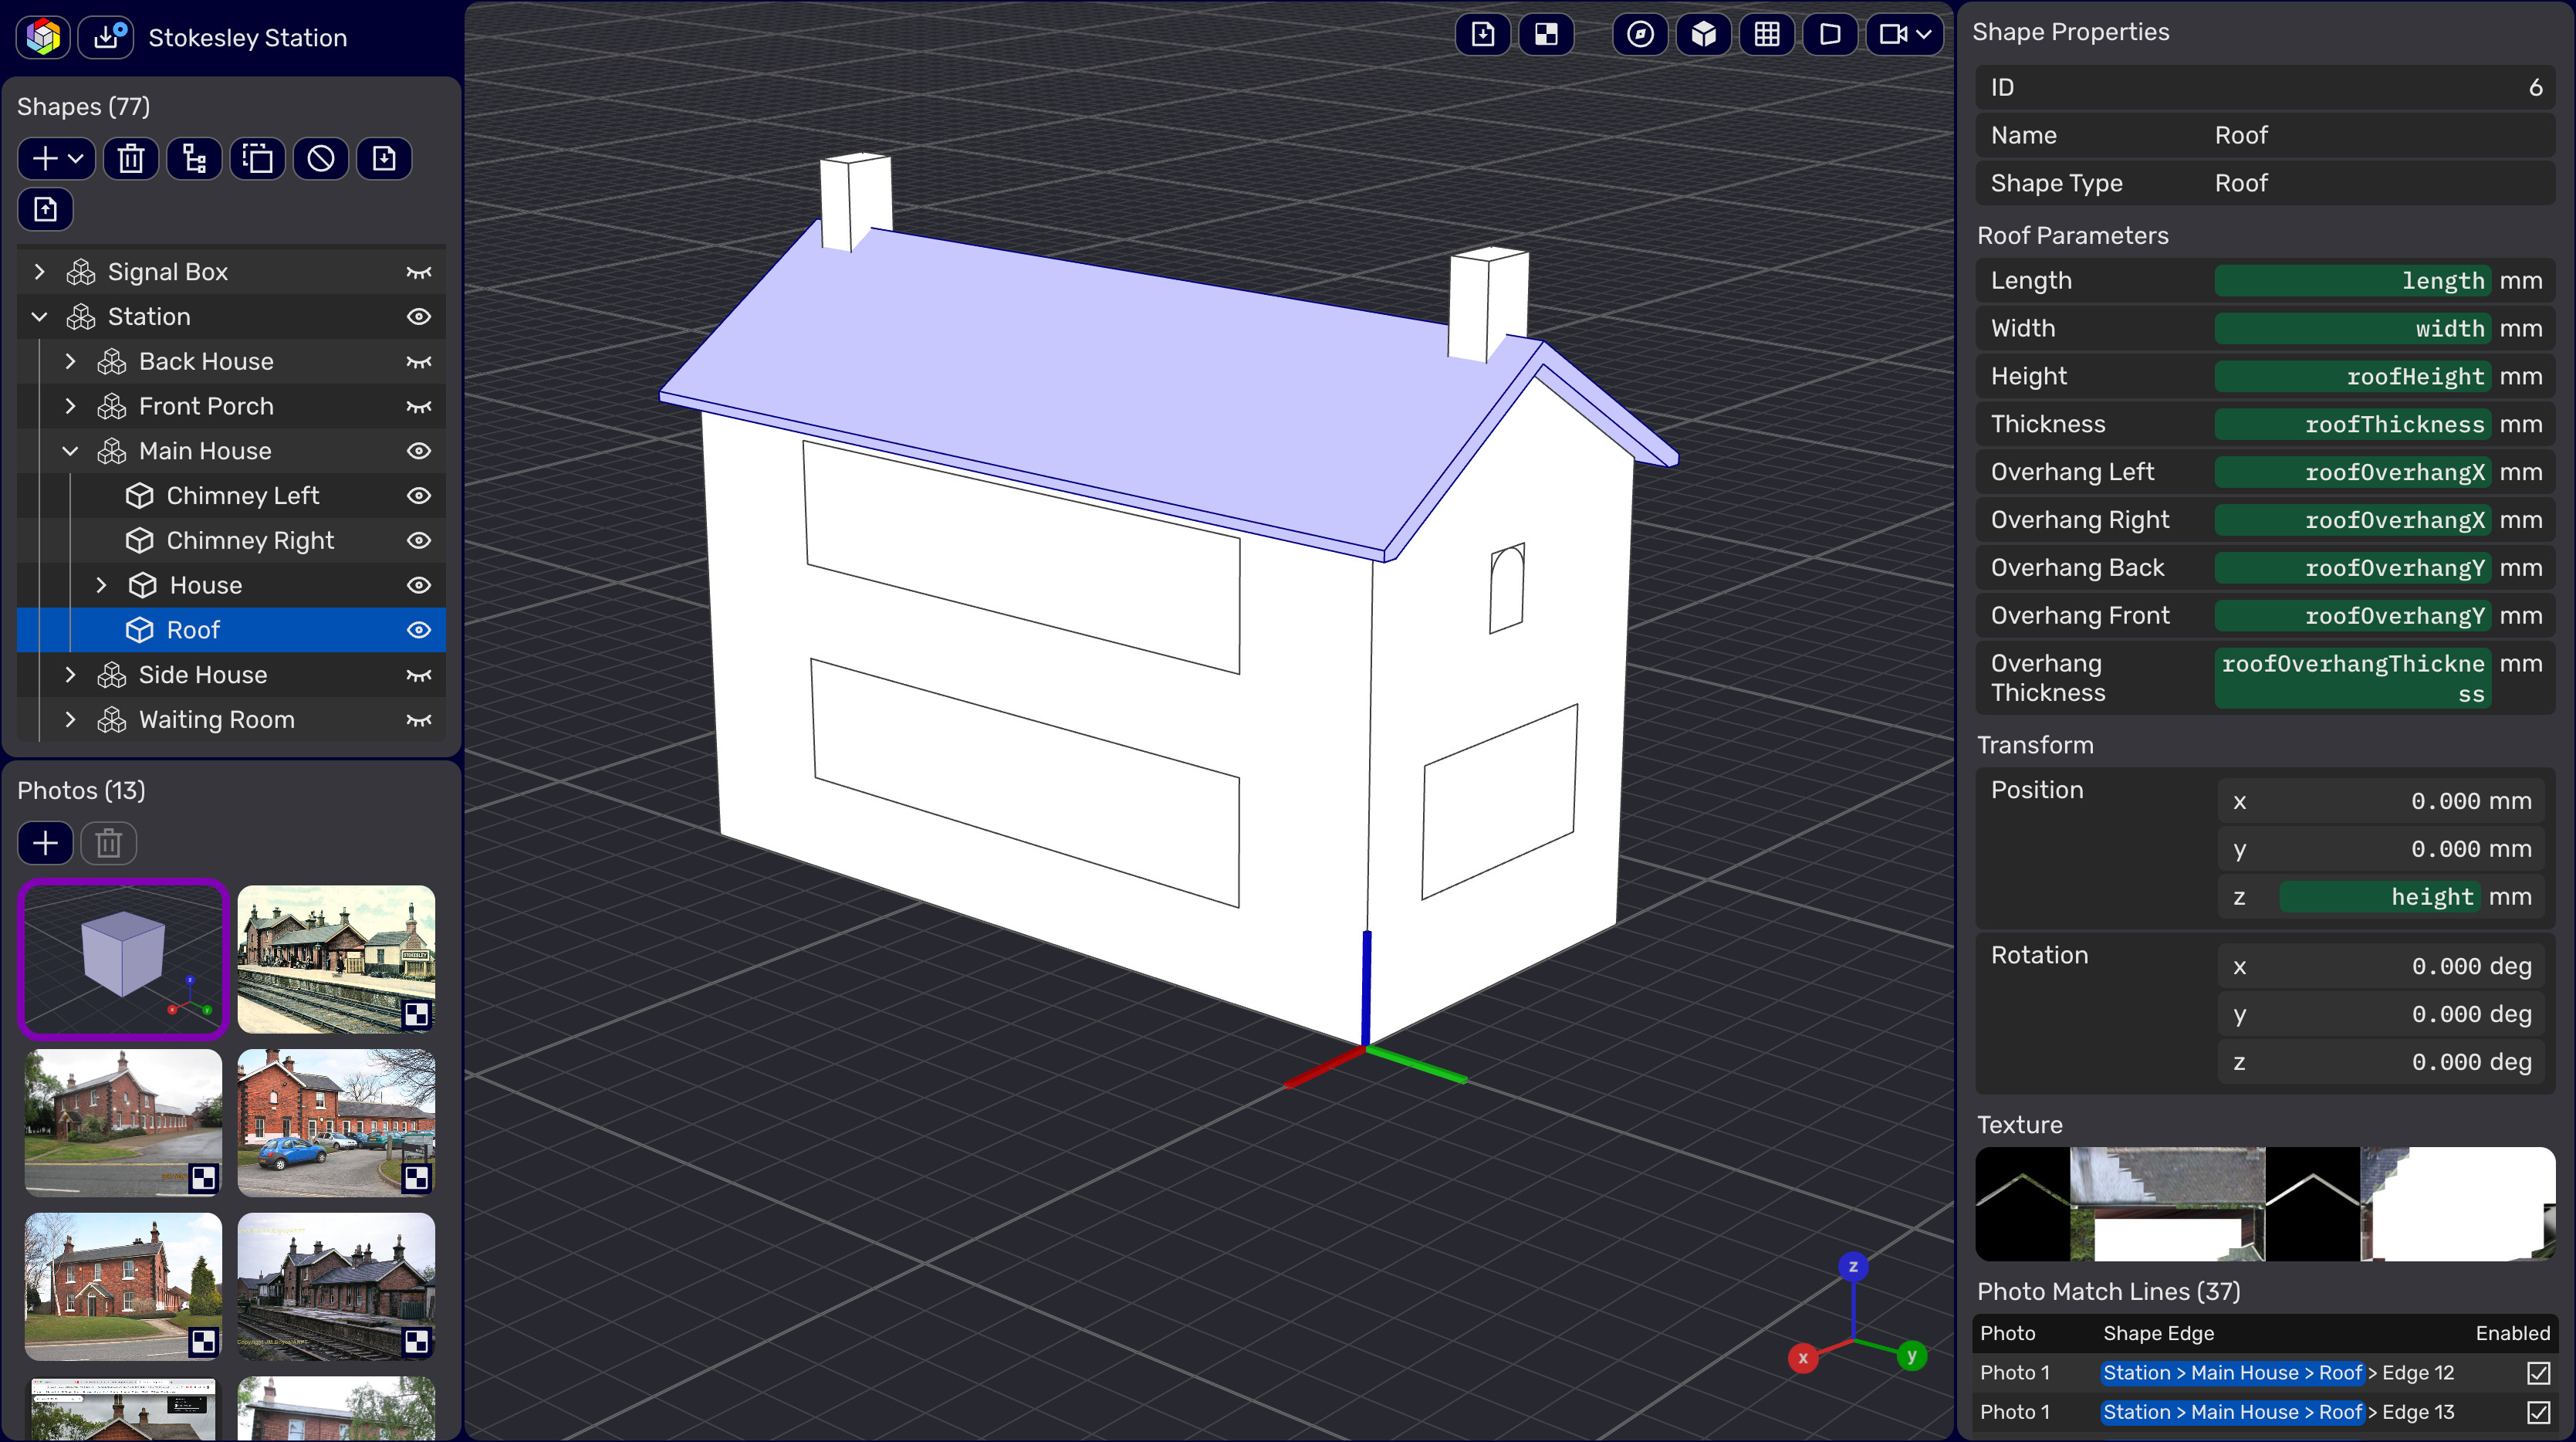 Stokesley Station
Shapes (77)
Signal Box
Station
Back House
Front Porch
Main House
Chimney Left
Chimney Right
House
Roof
Side House
Waiting Room
Photos (13)
STOKESLEY
z
x
y
Shape Properties
ID 6
Name Roof
Shape Type Roof
Roof Parameters
Length length mm
Width width mm
Height roofHeight mm
Thickness roofThickness mm
Overhang Left roofOverhangX mm
Overhang Right roofOverhangX mm
Overhang Back roofOverhangY mm
Overhang Front roofOverhangY mm
Overhang Thickness roofOverhangThickne mm
ss
Transform
Position x 0.000 mm
y 0.000 mm
z height mm
Rotation x 0.000 deg
y 0.000 deg
z 0.000 deg
Texture
Photo Match Lines (37)
Photo Shape Edge Enabled
Photo 1 Station > Main House > Roof > Edge 12
Photo 1 Station > Main House > Roof > Edge 13